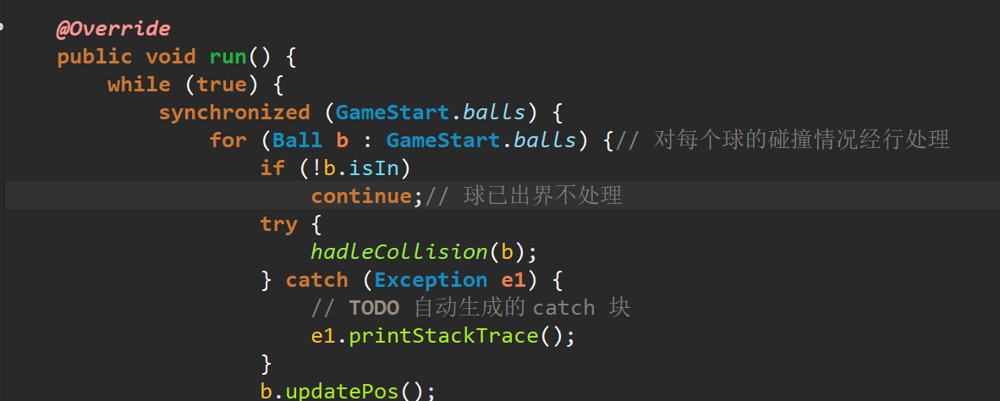 @Override
public void run() {
while (true) {
synchronized (GameStart.balls) {
for (Ball b : GameStart.balls) {// 对每个球的碰撞情况经行处理
if (!b.isIn)
continue;// 球已出界不处理
try {
hadleCollision(b);
} catch (Exception e1) {
// TODO 自动生成的 catch 块
e1.printStackTrace();
}
b.updatePos();